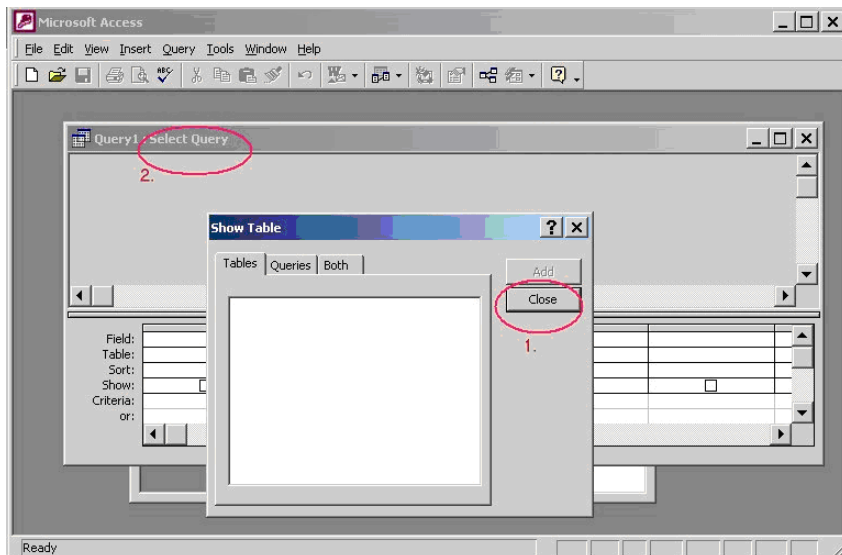 Microsoft Access
File Edit View Insert Query Tools Window Help
ABC
Query1 : Select Query
2.
Show Table
Tables Queries Both
Add
Close
1.
Field:
Table:
Sort:
Show:
Criteria:
or:
Ready